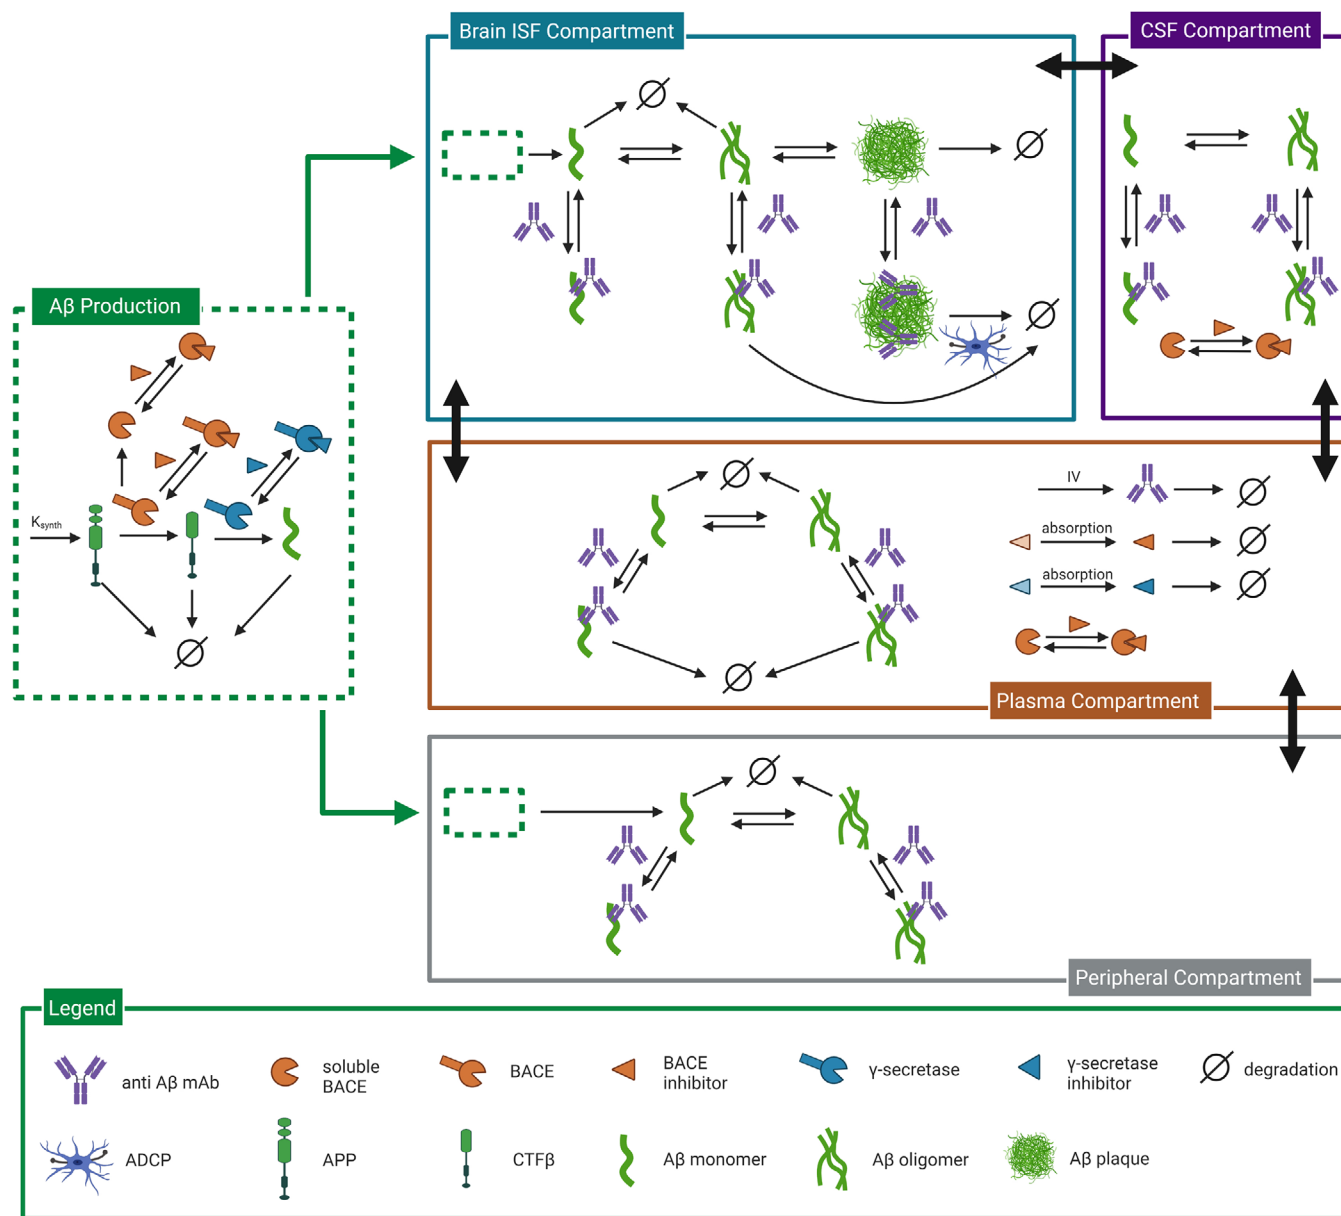 Brain ISF Compartment
CSF Compartment
Aβ Production
Ksynth
IV
absorption
absorption
Plasma Compartment
Peripheral Compartment
Legend
anti Aβ mAb
soluble
BACE
BACE
BACE
inhibitor
γ-secretase
γ-secretase
inhibitor
degradation
ADCP
APP
CTFβ
Aβ monomer
Aβ oligomer
Aβ plaque